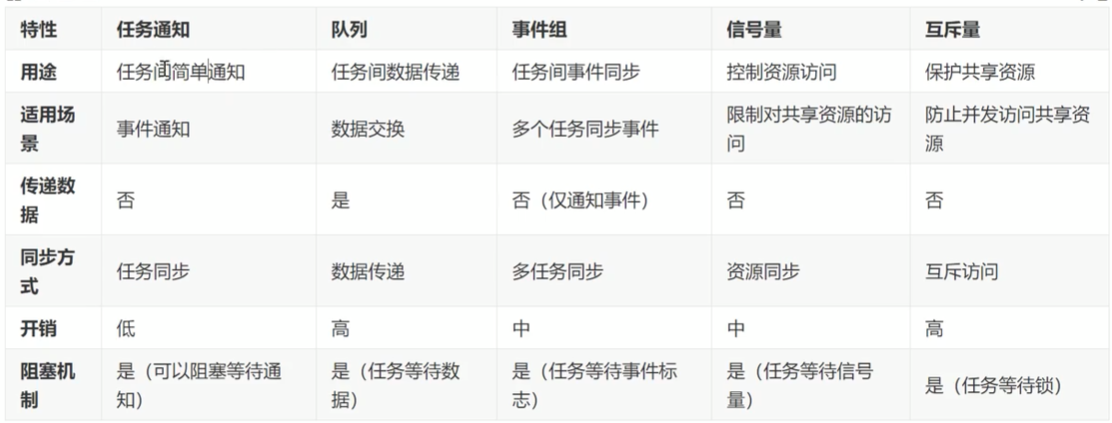 特性 任务通知 队列 事件组 信号量 互斥量
用途 任务间简单通知 任务间数据传递 任务间事件同步 控制资源访问 保护共享资源
适用场景 事件通知 数据交换 多个任务同步事件 限制对共享资源的访问 防止并发访问共享资源
传递数据 否 是 否（仅通知事件） 否 否
同步方式 任务同步 数据传递 多任务同步 资源同步 互斥访问
开销 低 高 中 中 高
阻塞机制 是（可以阻塞等待通知） 是（任务等待数据） 是（任务等待事件标志） 是（任务等待信号量） 是（任务等待锁）